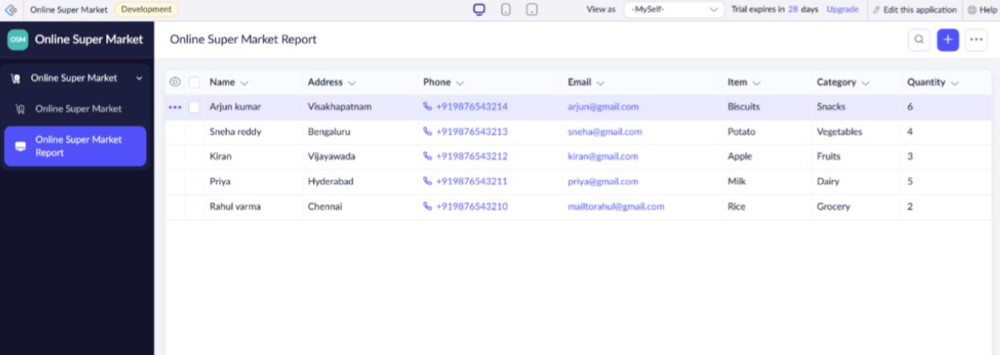 Online Super Market Development View as -MySelf- Trial expires in 28 days Upgrade Edit this application Help
OSM Online Super Market
Online Super Market Report
Online Super Market
Online Super Market
Online Super Market
Report
Name Address Phone Email Item Category Quantity
Arjun kumar Visakhapatnam +919876543214 arjun@gmail.com Biscuits Snacks 6
Sneha reddy Bengaluru +919876543213 sneha@gmail.com Potato Vegetables 4
Kiran Vijayawada +919876543212 kiran@gmail.com Apple Fruits 3
Priya Hyderabad +919876543211 priya@gmail.com Milk Dairy 5
Rahul varma Chennai +919876543210 mailtorahul@gmail.com Rice Grocery 2